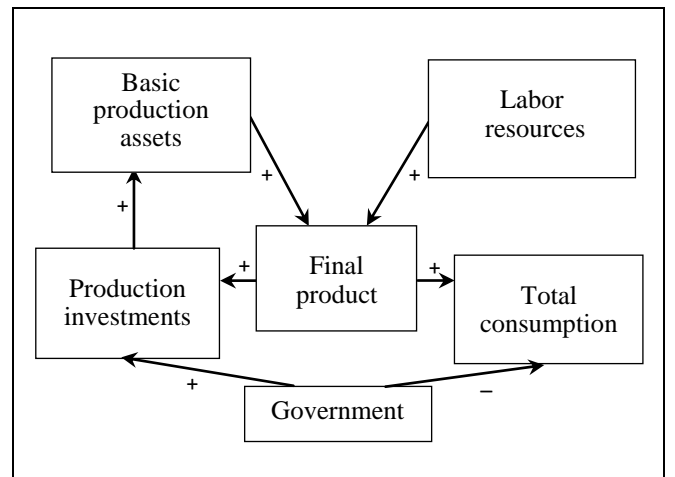 Basic
production
assets
Labor
resources
+
+
+
Final
product
+
+
Production
investments
Total
consumption
+
–
Government